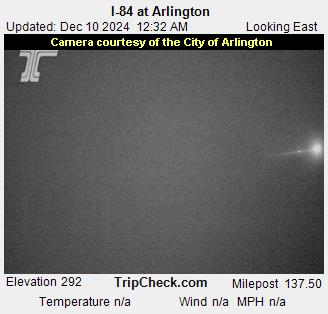 I-84 at Arlington
Updated: Dec 10 2024 12:32 AM Looking East
Camera courtesy of the City of Arlington
Elevation 292 TripCheck.com Milepost 137.50
Temperature n/a Wind n/a MPH n/a